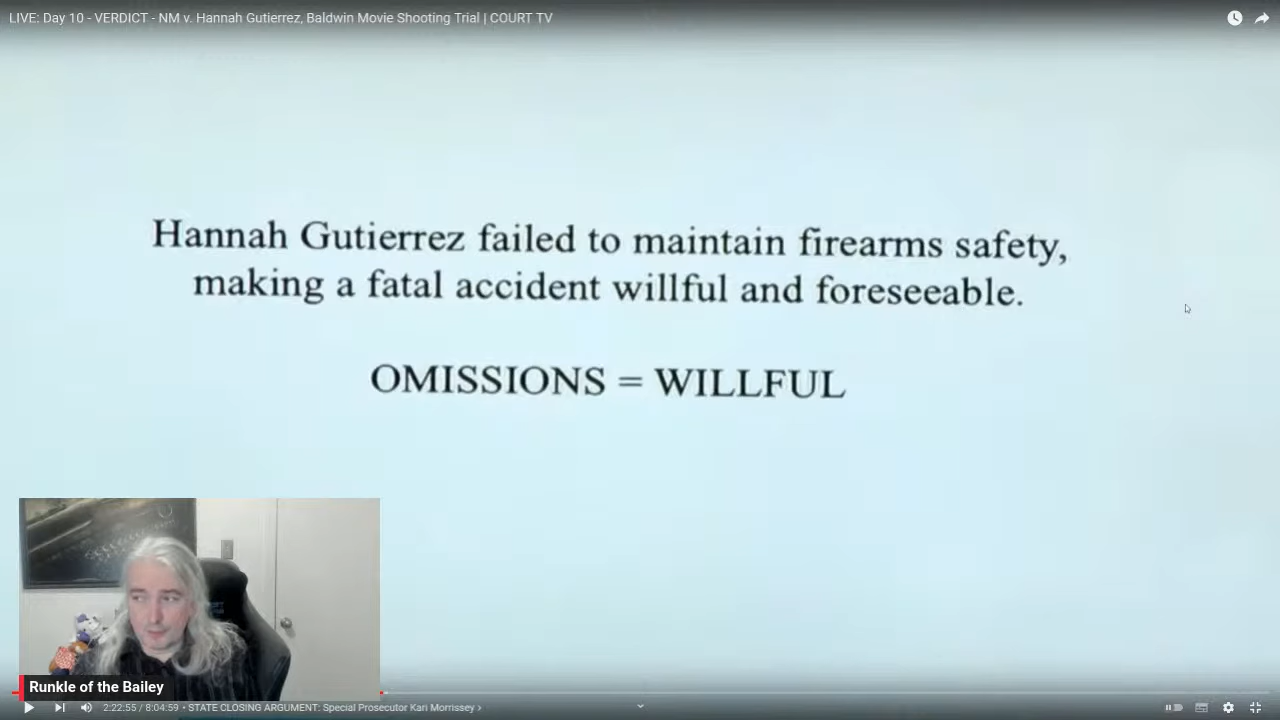 LIVE: Day 10 - VERDICT - NM v. Hannah Gutierrez, Baldwin Movie Shooting Trial | COURT TV
Hannah Gutierrez failed to maintain firearms safety,
making a fatal accident willful and foreseeable.
OMISSIONS = WILLFUL
Runkle of the Bailey
2:22:55 / 8:04:59 • STATE CLOSING ARGUMENT: Special Prosecutor Kari Morrissey ›